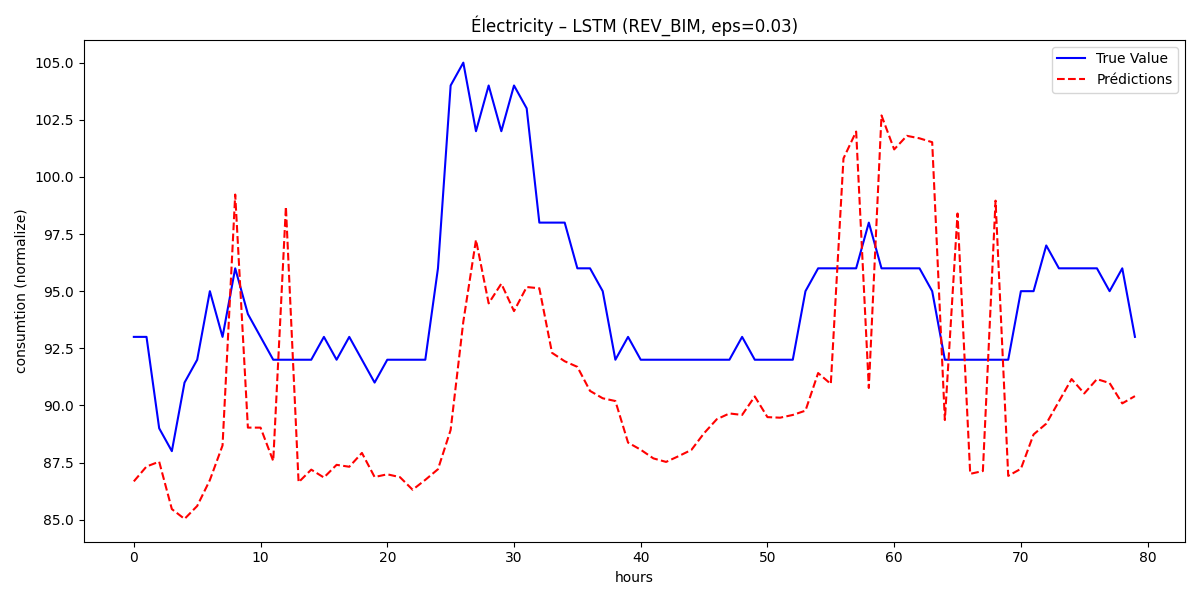 Électricity – LSTM (REV_BIM, eps=0.03)
True Value
Prédictions
consumtion (normalize)
105.0
102.5
100.0
97.5
95.0
92.5
90.0
87.5
85.0
0 10 20 30 40 50 60 70 80
hours